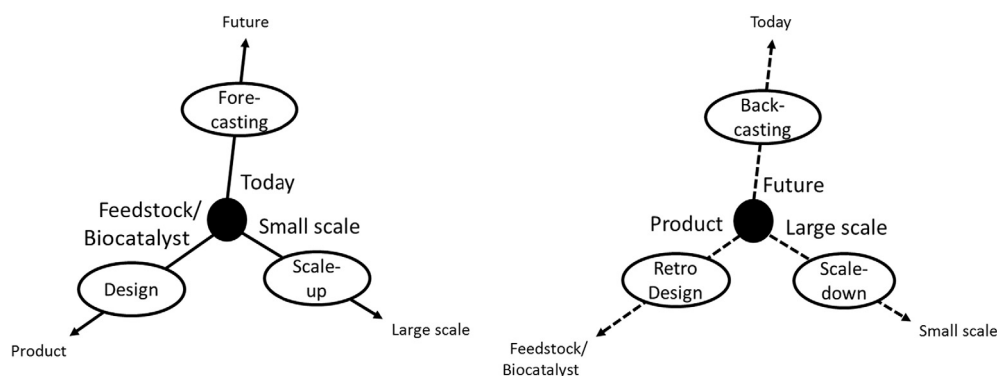 Future
Fore-
casting
Today
Feedstock/
Biocatalyst
Small scale
Design
Scale-
up
Product
Large scale
Today
Back-
casting
Future
Product
Large scale
Retro
Design
Scale-
down
Feedstock/
Biocatalyst
Small scale